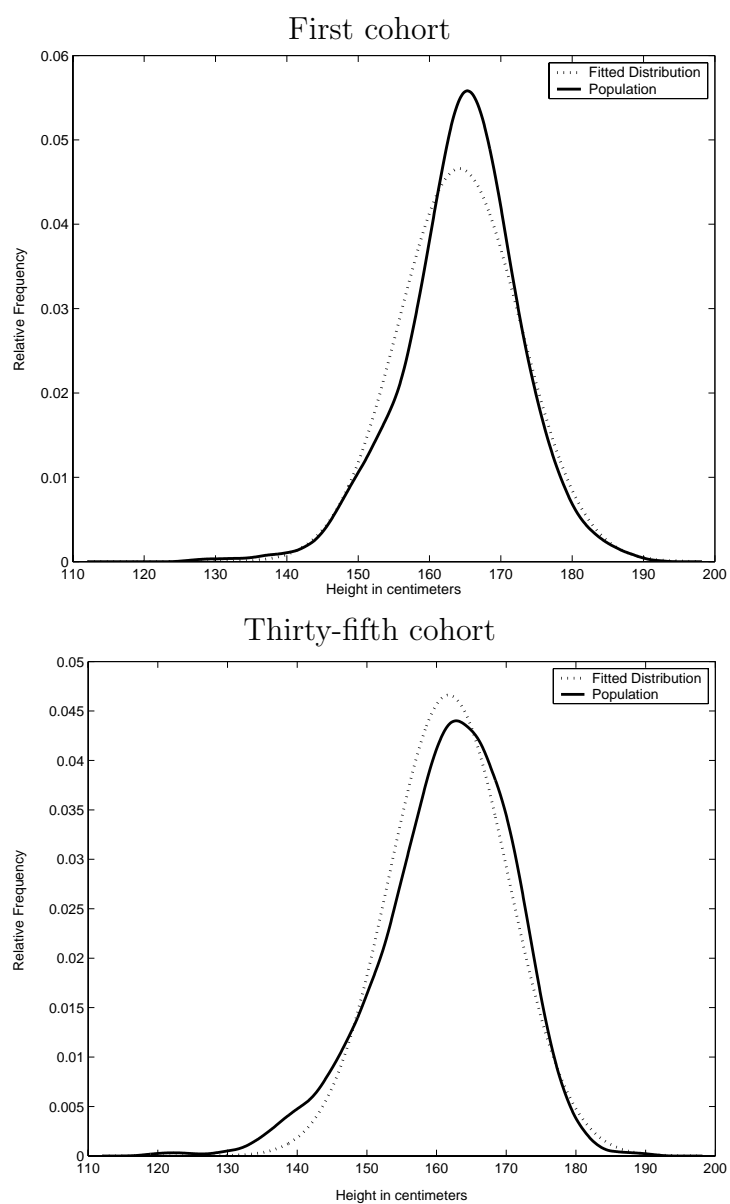 First cohort
0.06
0.05
0.04
0.03
0.02
0.01
0
Relative Frequency
Fitted Distribution
Population
110 120 130 140 150 160 170 180 190 200
Height in centimeters
Thirty-fifth cohort
0.05
0.045
0.04
0.035
0.03
0.025
0.02
0.015
0.01
0.005
0
Relative Frequency
Fitted Distribution
Population
110 120 130 140 150 160 170 180 190 200
Height in centimeters